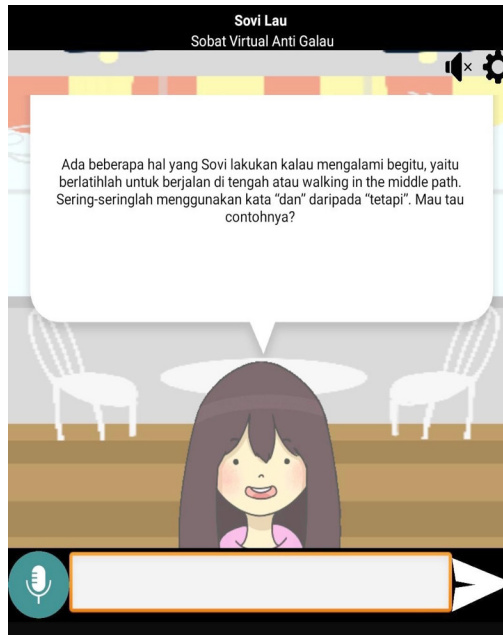 Sovi Lau
Sobat Virtual Anti Galau
Ada beberapa hal yang Sovi lakukan kalau mengalami begitu, yaitu
berlatihlah untuk berjalan di tengah atau walking in the middle path.
Sering-seringlah menggunakan kata “dan” daripada “tetapi”. Mau tau
contohnya?